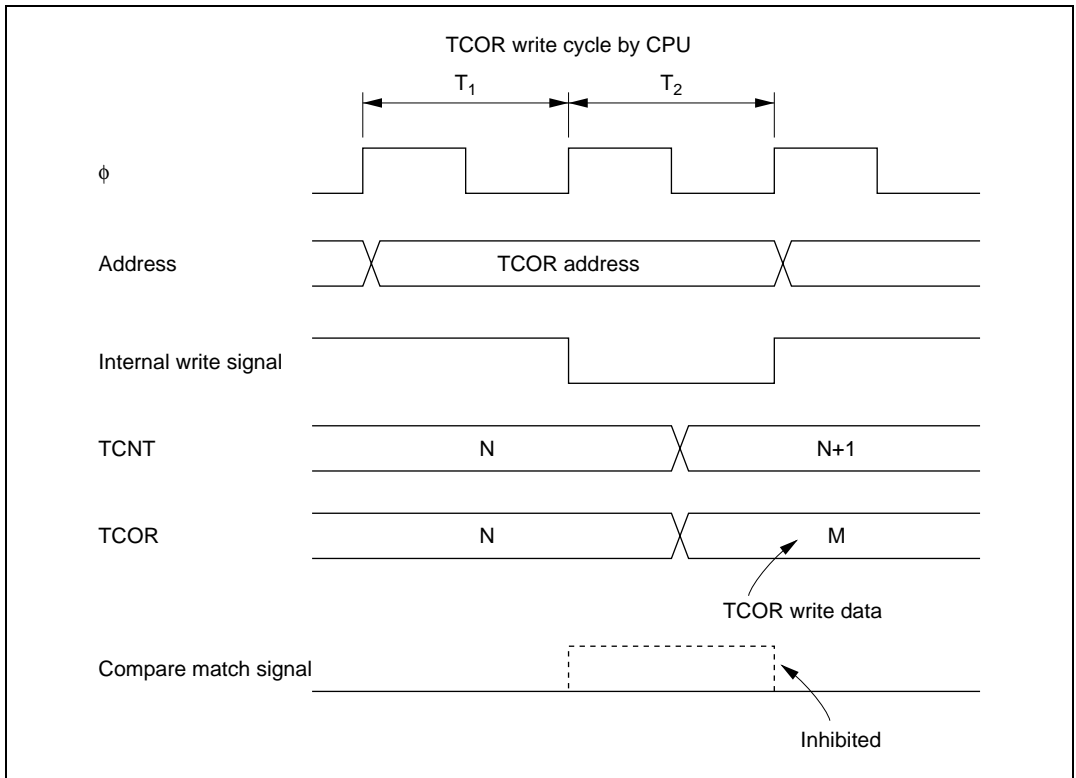 TCOR write cycle by CPU
T1 T2
φ
Address TCOR address
Internal write signal
TCNT N N+1
TCOR N M
TCOR write data
Compare match signal
Inhibited